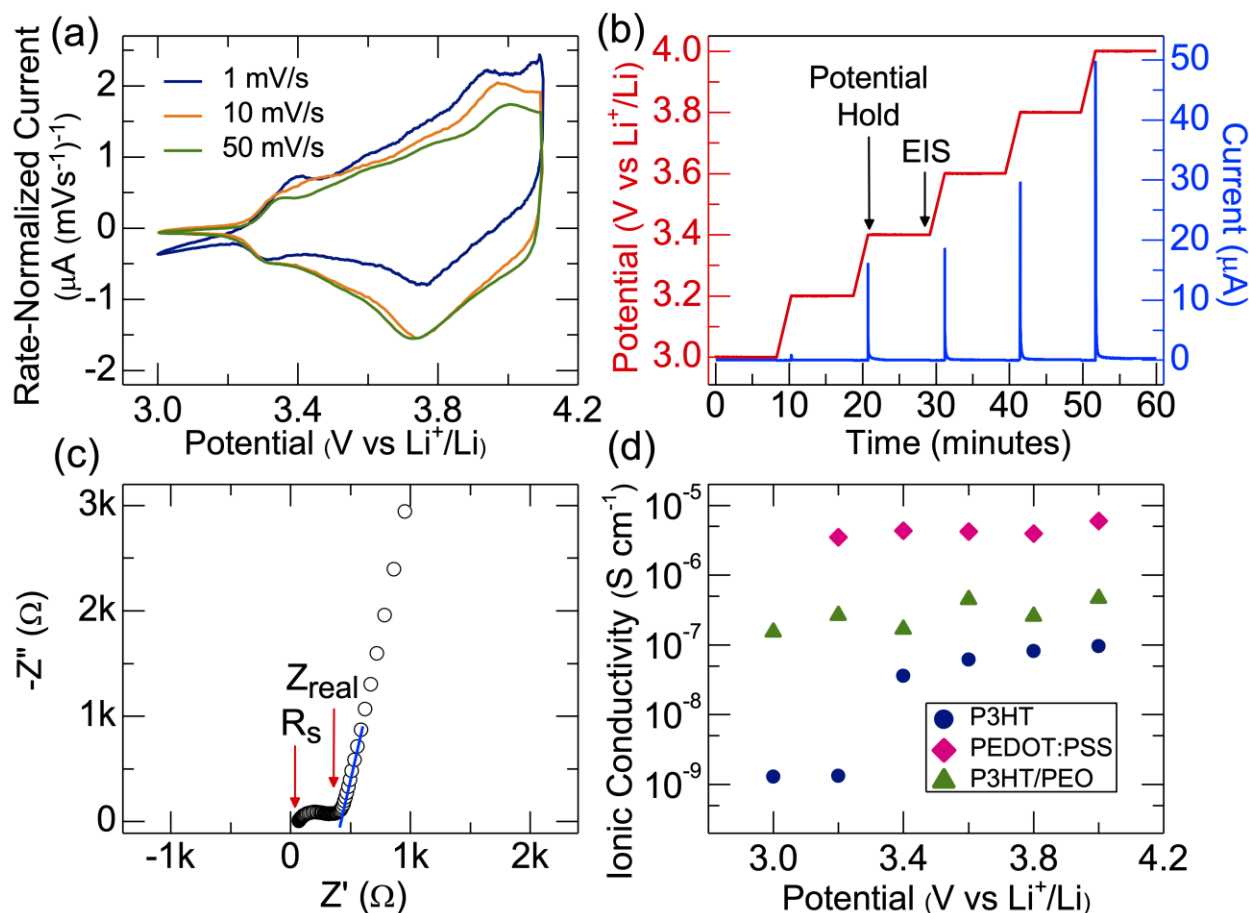 (a)
Rate-Normalized Current
(µA (mVs⁻¹)⁻¹)
2
1
0
-1
-2
1 mV/s
10 mV/s
50 mV/s
3.0 3.4 3.8 4.2
Potential (V vs Li⁺/Li)
(b)
Potential (V vs Li⁺/Li)
4.0
3.8
3.6
3.4
3.2
3.0
Potential
Hold
EIS
50
40
30
20
10
0
Current
(µA)
0 10 20 30 40 50 60
Time (minutes)
(c)
-Z" (Ω)
3k
2k
1k
0
Z_real
R_s
-1k 0 1k 2k
Z' (Ω)
(d)
Ionic Conductivity (S cm⁻¹)
10⁻⁵
10⁻⁶
10⁻⁷
10⁻⁸
10⁻⁹
P3HT
PEDOT:PSS
P3HT/PEO
3.0 3.4 3.8 4.2
Potential (V vs Li⁺/Li)